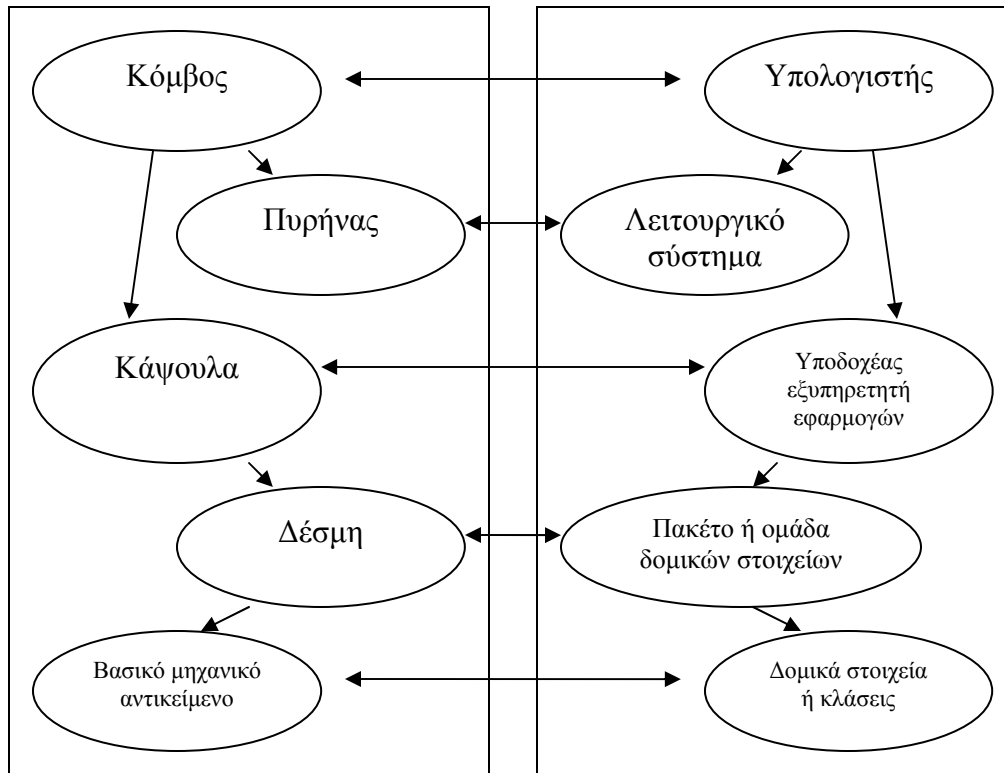 Κόμβος
Υπολογιστής
Πυρήνας
Λειτουργικό
σύστημα
Κάψουλα
Υποδοχέας
εξυπηρετητή
εφαρμογών
Δέσμη
Πακέτο ή ομάδα
δομικών στοιχείων
Βασικό μηχανικό
αντικείμενο
Δομικά στοιχεία
ή κλάσεις